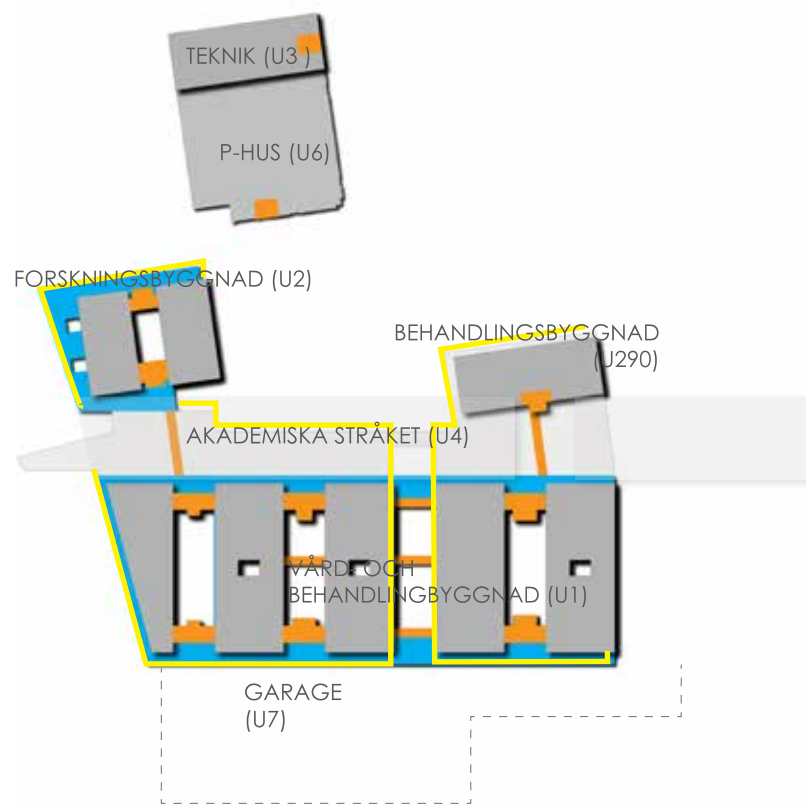 TEKNIK (U3 )
P-HUS (U6)
FORSKNINGSBYGGNAD (U2)
BEHANDLINGSBYGGNAD
(U290)
AKADEMISKA STRÅKET (U4)
VÅRD- OCH
BEHANDLINGBYGGNAD (U1)
GARAGE
(U7)